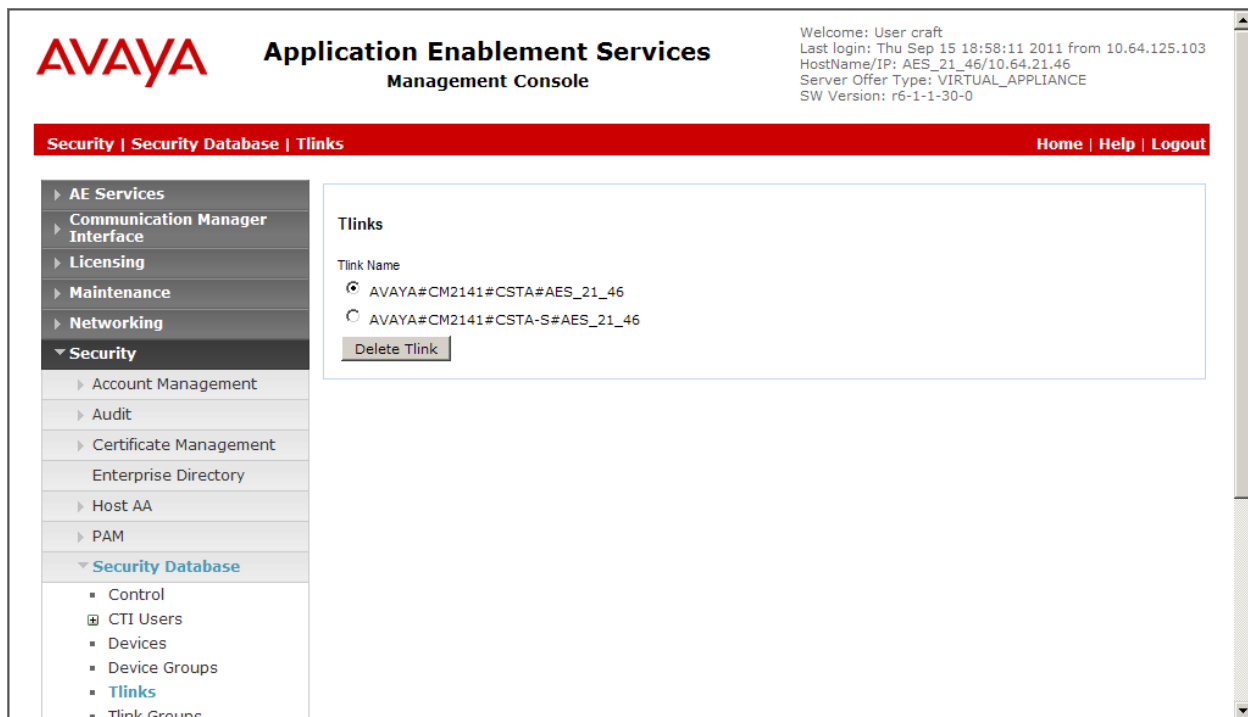 AVAYA
Application Enablement Services
Management Console
Welcome: User craft
Last login: Thu Sep 15 18:58:11 2011 from 10.64.125.103
HostName/IP: AES_21_46/10.64.21.46
Server Offer Type: VIRTUAL_APPLIANCE
SW Version: r6-1-1-30-0
Security | Security Database | Tlinks
Home | Help | Logout
AE Services
Communication Manager
Interface
Licensing
Maintenance
Networking
Security
Account Management
Audit
Certificate Management
Enterprise Directory
Host AA
PAM
Security Database
Control
CTI Users
Devices
Device Groups
Tlinks
Tlink Groups
Tlinks
Tlink Name
AVAYA#CM2141#CSTA#AES_21_46
AVAYA#CM2141#CSTA-S#AES_21_46
Delete Tlink